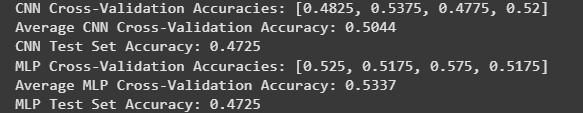 CNN Cross-Validation Accuracies: [0.4825, 0.5375, 0.4775, 0.52]
Average CNN Cross-Validation Accuracy: 0.5044
CNN Test Set Accuracy: 0.4725
MLP Cross-Validation Accuracies: [0.525, 0.5175, 0.575, 0.5175]
Average MLP Cross-Validation Accuracy: 0.5337
MLP Test Set Accuracy: 0.4725